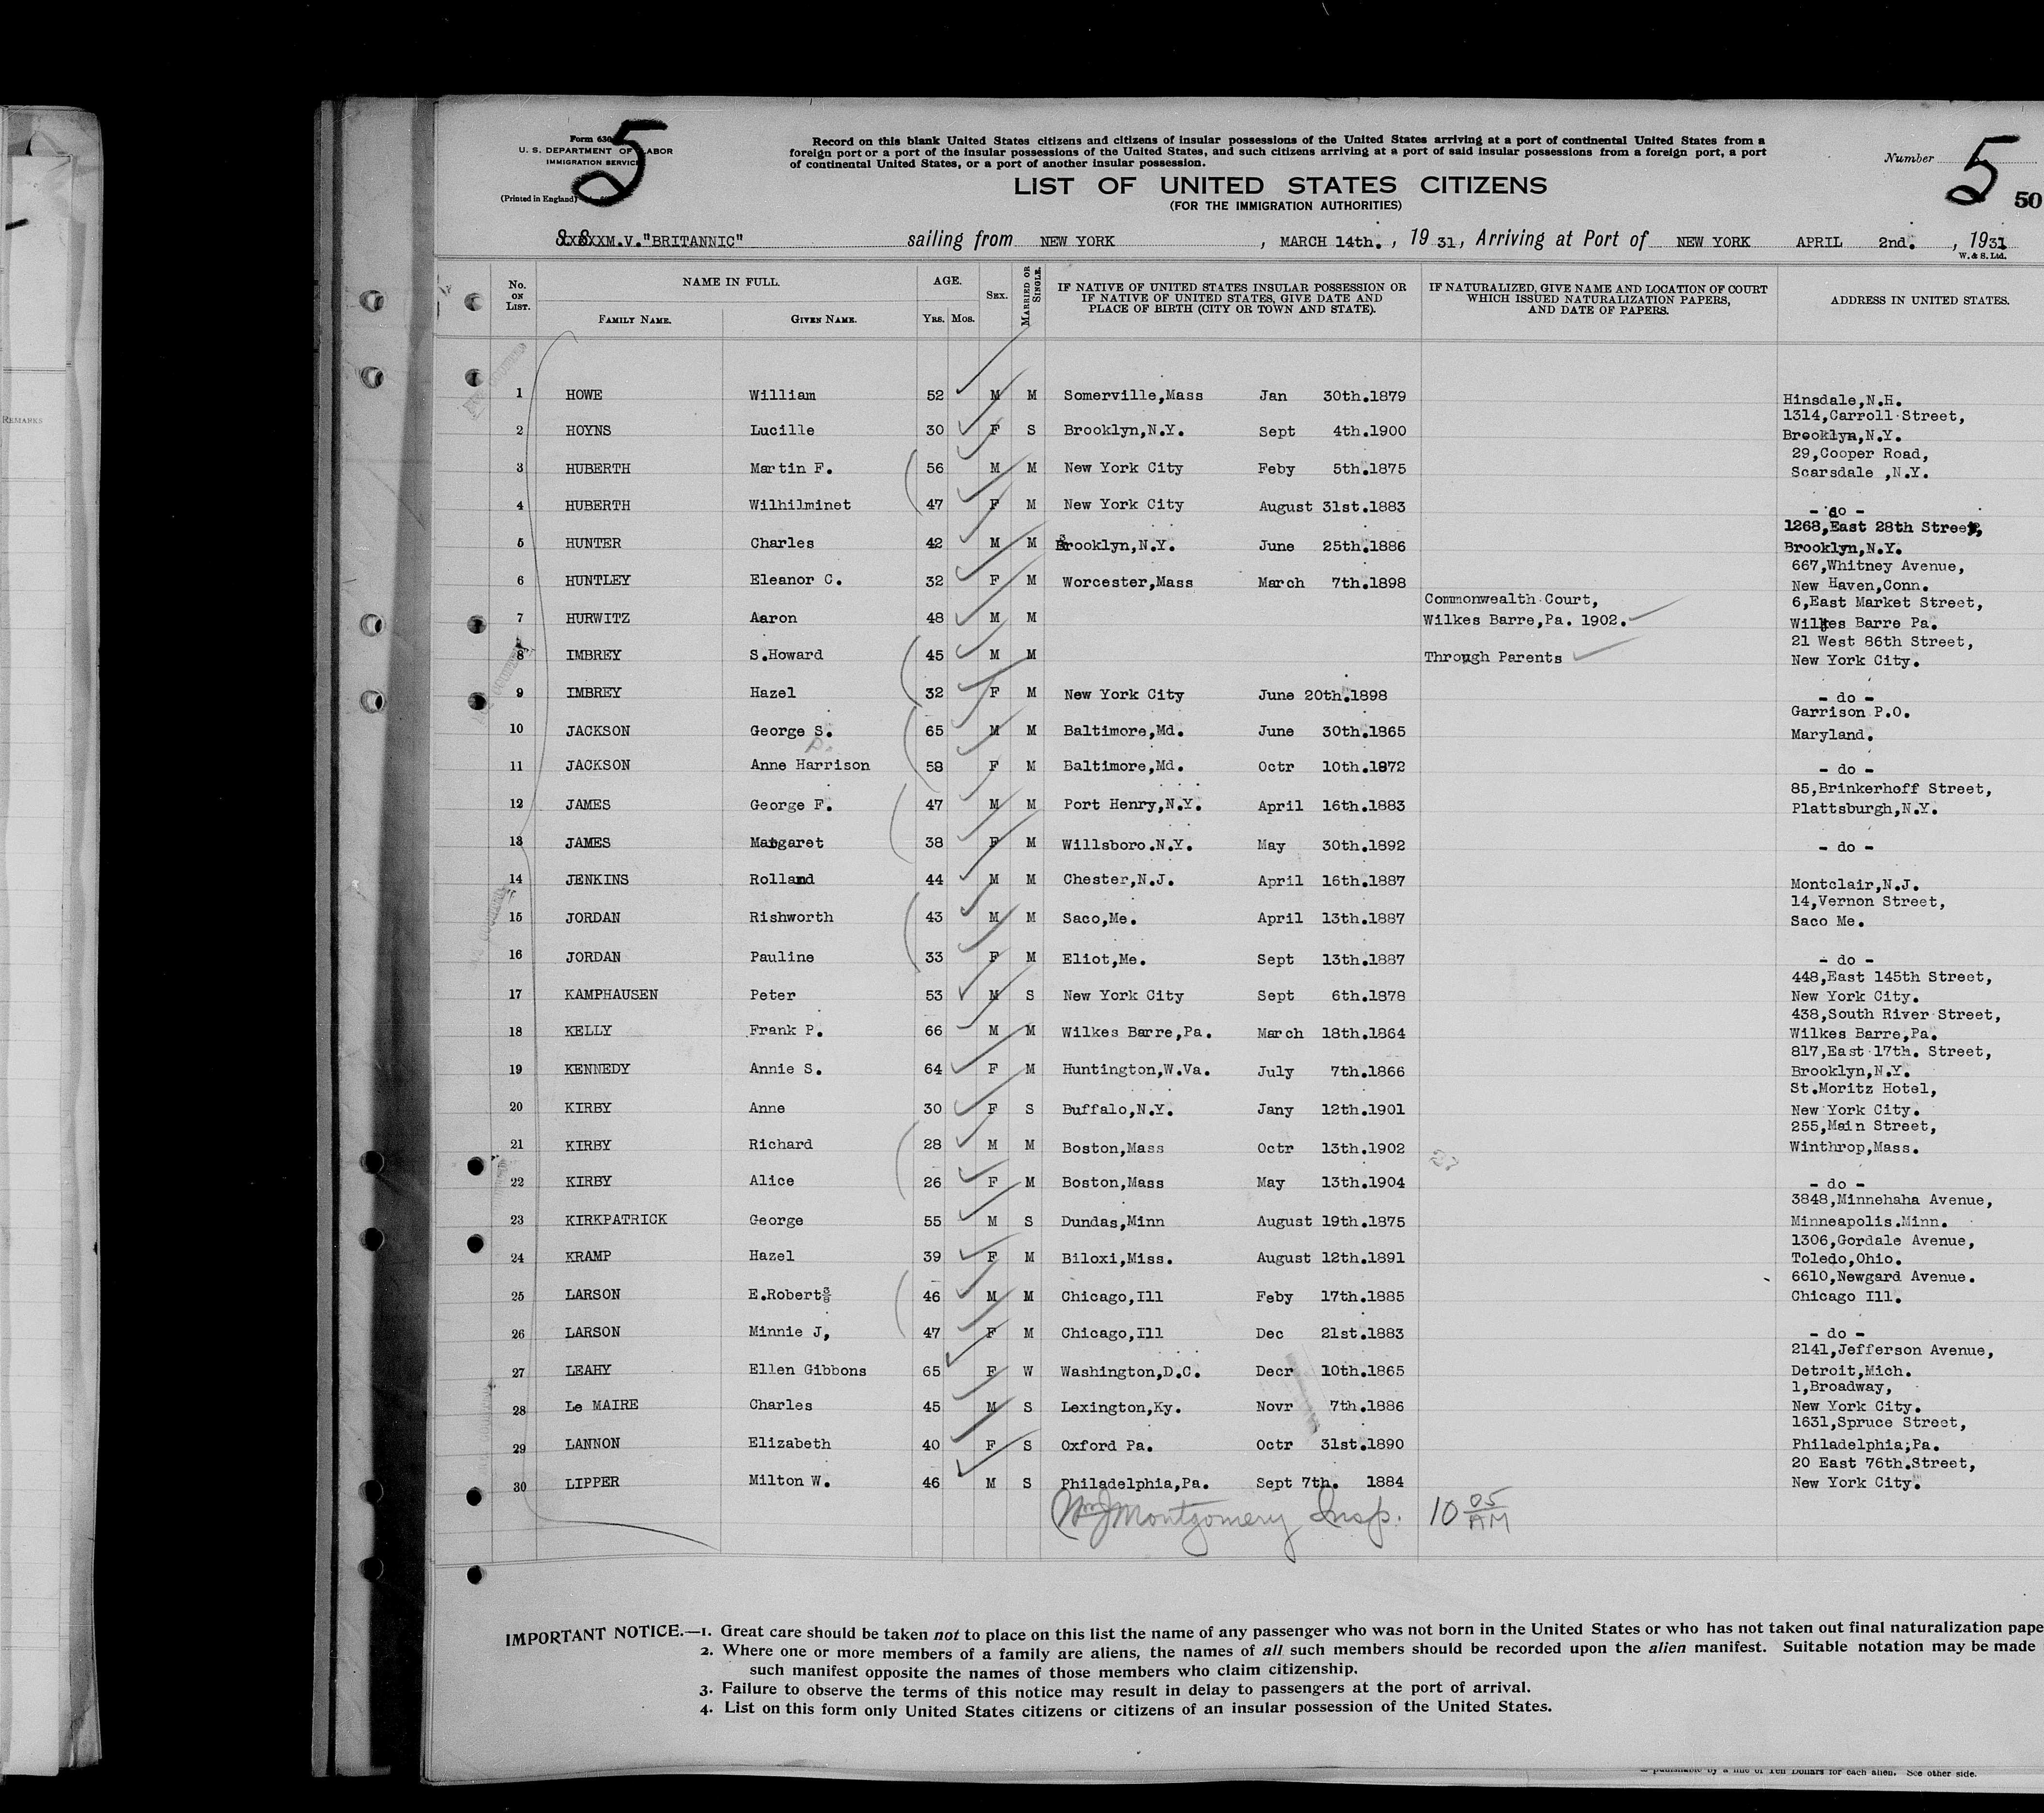 REMARKS
Form 630
U. S. DEPARTMENT OF LABOR
IMMIGRATION SERVICE
(Printed in England)
5
Record on this blank United States citizens and citizens of insular possessions of the United States arriving at a port of continental United States from a
foreign port or a port of the insular possessions of the United States, and such citizens arriving at a port of said insular possessions from a foreign port, a port
of continental United States, or a port of another insular possession.
Number 5
50
LIST OF UNITED STATES CITIZENS
(FOR THE IMMIGRATION AUTHORITIES)
M.V. "BRITANNIC" sailing from NEW YORK, MARCH 14th., 1931, Arriving at Port of NEW YORK APRIL 2nd., 1931
W. & S. Ltd.
No. ON LIST. NAME IN FULL. AGE. SEX. MARRIED OR SINGLE. IF NATIVE OF UNITED STATES INSULAR POSSESSION OR IF NATIVE OF UNITED STATES, GIVE DATE AND PLACE OF BIRTH (CITY OR TOWN AND STATE). IF NATURALIZED, GIVE NAME AND LOCATION OF COURT WHICH ISSUED NATURALIZATION PAPERS, AND DATE OF PAPERS. ADDRESS IN UNITED STATES.
FAMILY NAME. GIVEN NAME. YRS. MOS.
1 HOWE William 52 M M Somerville,Mass Jan 30th.1879 Hinsdale,N.H.
2 HOYNS Lucille 30 F S Brooklyn,N.Y. Sept 4th.1900 1314,Carroll Street, Brooklyn,N.Y.
3 HUBERTH Martin F. 56 M M New York City Feby 5th.1875 29,Cooper Road, Scarsdale ,N.Y.
4 HUBERTH Wilhilminet 47 F M New York City August 31st.1883 - do -
5 HUNTER Charles 42 M M Brooklyn,N.Y. June 25th.1886 1268,East 28th Street, Brooklyn,N.Y.
6 HUNTLEY Eleanor C. 32 F M Worcester,Mass March 7th.1898 667,Whitney Avenue, New Haven,Conn.
7 HURWITZ Aaron 48 M M Commonwealth Court, Wilkes Barre,Pa. 1902. 6,East Market Street, Wilkes Barre Pa.
8 IMBREY S.Howard 45 M M Through Parents 21 West 86th Street, New York City.
9 IMBREY Hazel 32 F M New York City June 20th.1898 - do -
10 JACKSON George S. 65 M M Baltimore,Md. June 30th.1865 Garrison P.O. Maryland.
11 JACKSON Anne Harrison 58 F M Baltimore,Md. Octr 10th.1872 - do -
12 JAMES George F. 47 M M Port Henry,N.Y. April 16th.1883 85,Brinkerhoff Street, Plattsburgh,N.Y.
13 JAMES Margaret 38 F M Willsboro.N.Y. May 30th.1892 - do -
14 JENKINS Rolland 44 M M Chester,N.J. April 16th.1887 Montclair,N.J.
15 JORDAN Rishworth 43 M M Saco,Me. April 13th.1887 14,Vernon Street, Saco Me.
16 JORDAN Pauline 33 F M Eliot,Me. Sept 13th.1887 - do -
17 KAMPHAUSEN Peter 53 M S New York City Sept 6th.1878 448,East 145th Street, New York City.
18 KELLY Frank P. 66 M M Wilkes Barre,Pa. March 18th.1864 438,South River Street, Wilkes Barre,Pa.
19 KENNEDY Annie S. 64 F M Huntington,W.Va. July 7th.1866 817,East 17th. Street, Brooklyn,N.Y.
20 KIRBY Anne 30 F S Buffalo,N.Y. Jany 12th.1901 St.Moritz Hotel, New York City.
21 KIRBY Richard 28 M M Boston,Mass Octr 13th.1902 255,Main Street, Winthrop,Mass.
22 KIRBY Alice 26 F M Boston,Mass May 13th.1904 - do -
23 KIRKPATRICK George 55 M S Dundas,Minn August 19th.1875 3848,Minnehaha Avenue, Minneapolis.Minn.
24 KRAMP Hazel 39 F M Biloxi,Miss. August 12th.1891 1306,Gordale Avenue, Toledo,Ohio.
25 LARSON E.Robert 46 M M Chicago,Ill Feby 17th.1885 6610,Newgard Avenue. Chicago Ill.
26 LARSON Minnie J, 47 F M Chicago,Ill Dec 21st.1883 - do -
27 LEAHY Ellen Gibbons 65 F W Washington,D.C. Decr 10th.1865 2141,Jefferson Avenue, Detroit,Mich.
28 Le MAIRE Charles 45 M S Lexington,Ky. Novr 7th.1886 1,Broadway, New York City.
29 LANNON Elizabeth 40 F S Oxford Pa. Octr 31st.1890 1631,Spruce Street, Philadelphia;Pa.
30 LIPPER Milton W. 46 M S Philadelphia,Pa. Sept 7th. 1884 20 East 76th.Street, New York City.
Wm J Montgomery Insp. 10 05 AM
IMPORTANT NOTICE.—1. Great care should be taken not to place on this list the name of any passenger who was not born in the United States or who has not taken out final naturalization pape
2. Where one or more members of a family are aliens, the names of all such members should be recorded upon the alien manifest. Suitable notation may be made
such manifest opposite the names of those members who claim citizenship.
3. Failure to observe the terms of this notice may result in delay to passengers at the port of arrival.
4. List on this form only United States citizens or citizens of an insular possession of the United States.
is punishable by a fine of Ten Dollars for each alien. See other side.